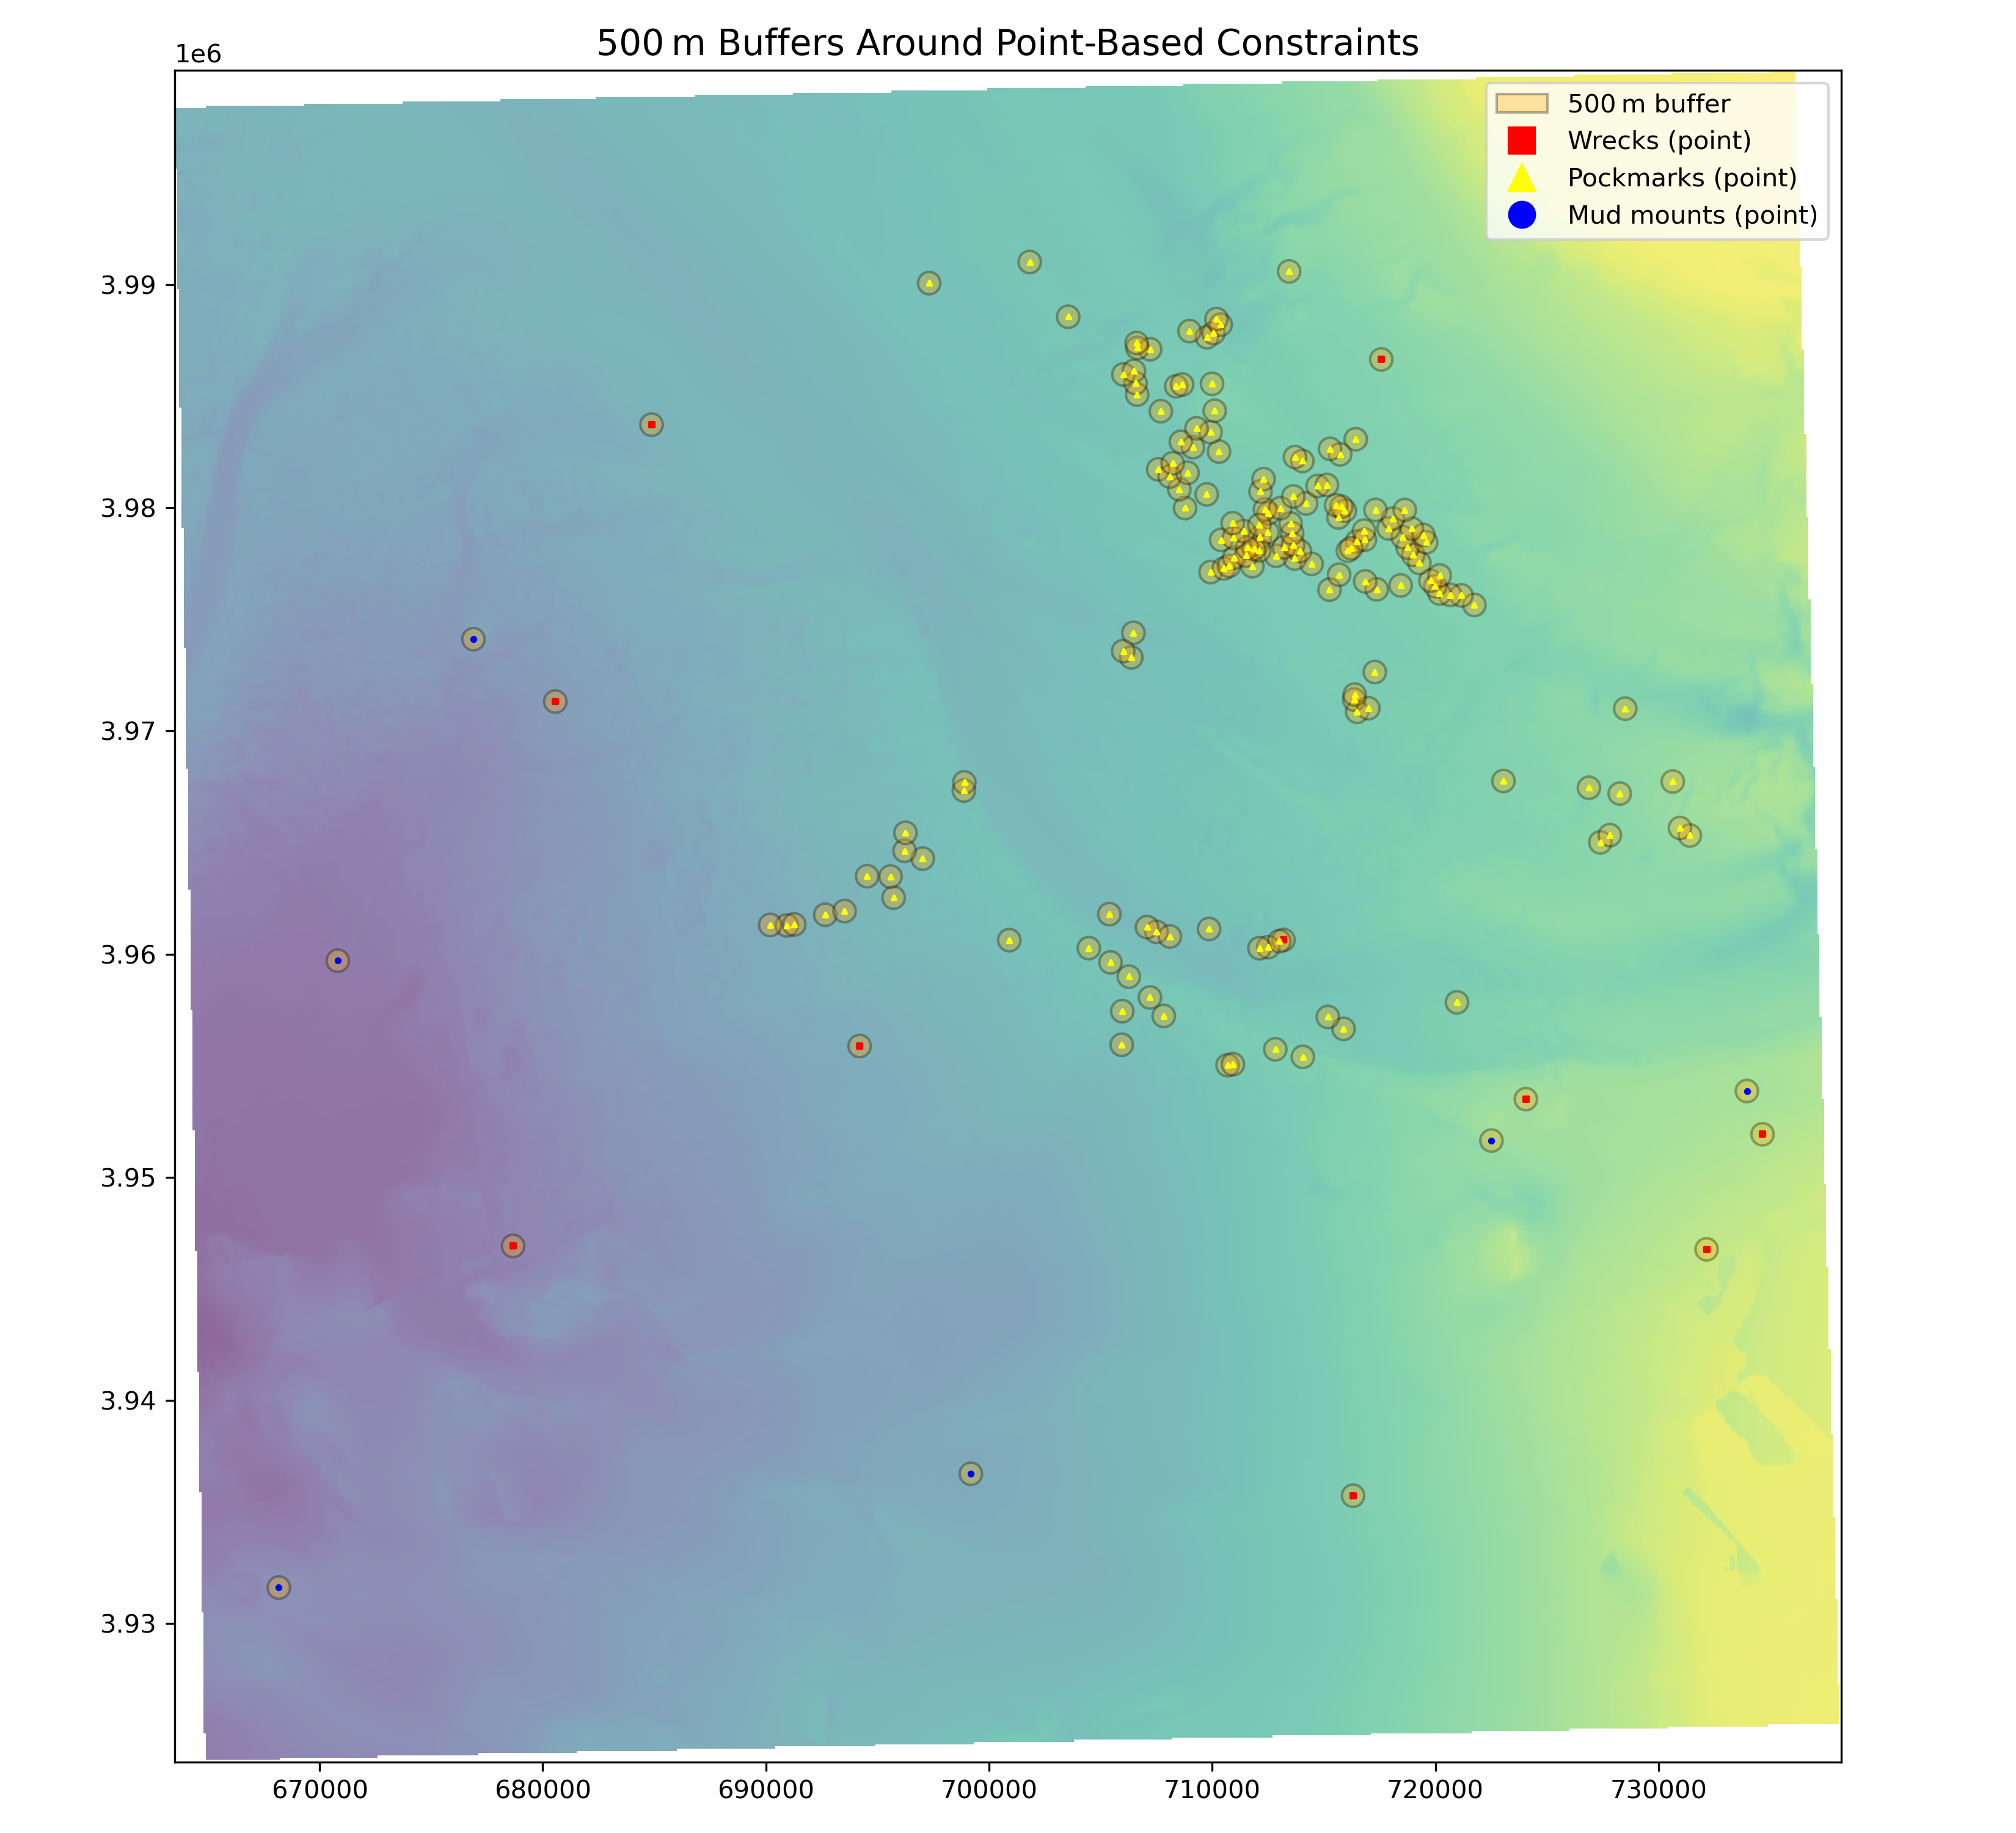 500 m Buffers Around Point-Based Constraints
1e6
500 m buffer
Wrecks (point)
Pockmarks (point)
Mud mounts (point)
3.99
3.98
3.97
3.96
3.95
3.94
3.93
670000 680000 690000 700000 710000 720000 730000